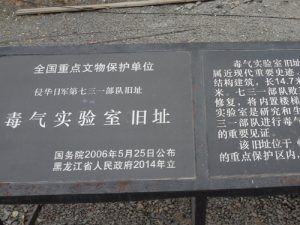 全国重点文物保护单位
侵华日军第七三一部队旧址
毒气实验室旧址
国务院2006年5月25日公布
黑龙江省人民政府2014年立
毒气实验室旧址
属近现代重要史迹
结构建筑，长14.7米
米。七三一部队败
修复，将内置楼梯
实验室是研究和生
三一部队进行毒气
的重要见证。
该旧址位于
的重点保护区内